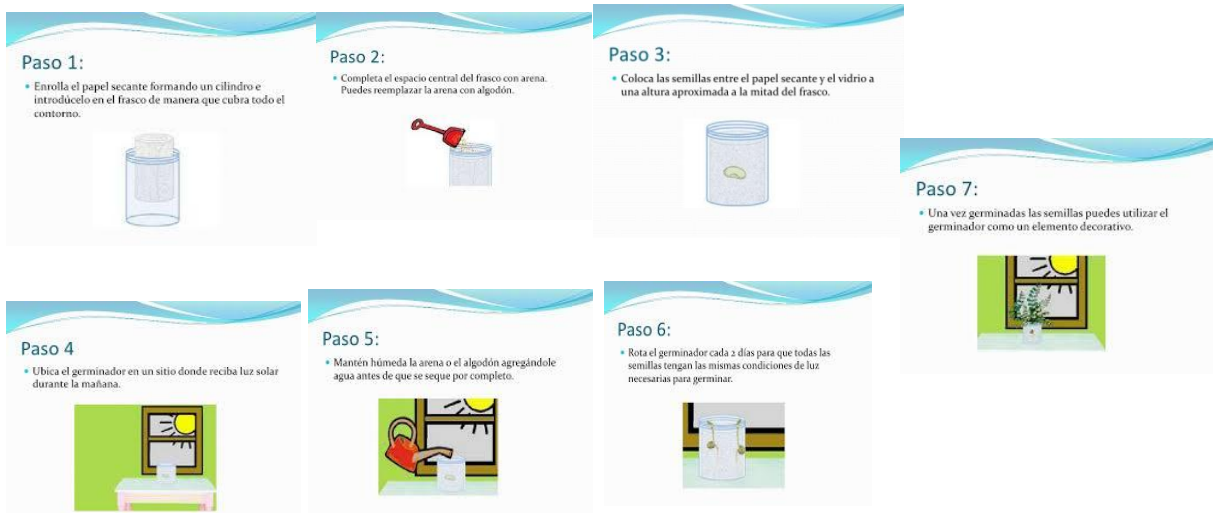 Paso 1:
• Enrolla el papel secante formando un cilindro e
introdúcelo en el frasco de manera que cubra todo el
contorno.
Paso 2:
• Completa el espacio central del frasco con arena.
Puedes reemplazar la arena con algodón.
Paso 3:
• Coloca las semillas entre el papel secante y el vidrio a
una altura aproximada a la mitad del frasco.
Paso 4
• Ubica el germinador en un sitio donde reciba luz solar
durante la mañana.
Paso 5:
• Mantén húmeda la arena o el algodón agregándole
agua antes de que se seque por completo.
Paso 6:
• Rota el germinador cada 2 días para que todas las
semillas tengan las mismas condiciones de luz
necesarias para germinar.
Paso 7:
• Una vez germinadas las semillas puedes utilizar el
germinador como un elemento decorativo.